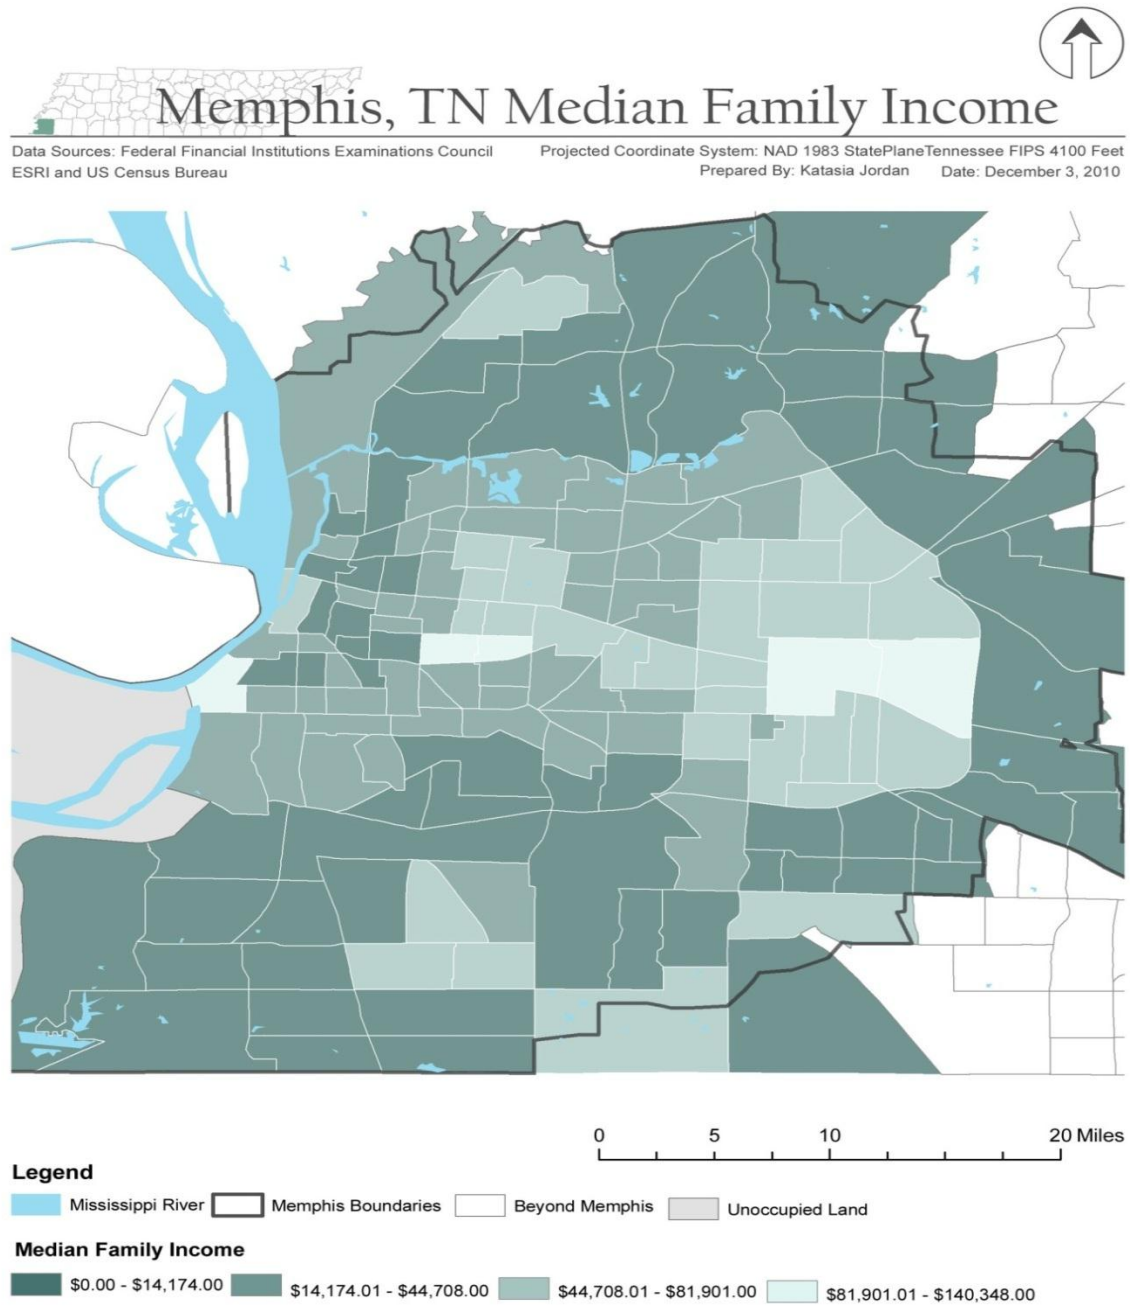 Memphis, TN Median Family Income
Data Sources: Federal Financial Institutions Examinations Council
ESRI and US Census Bureau
Projected Coordinate System: NAD 1983 StatePlaneTennessee FIPS 4100 Feet
Prepared By: Katasia Jordan Date: December 3, 2010
0 5 10 20 Miles
Legend
Mississippi River Memphis Boundaries Beyond Memphis Unoccupied Land
Median Family Income
$0.00 - $14,174.00 $14,174.01 - $44,708.00 $44,708.01 - $81,901.00 $81,901.01 - $140,348.00